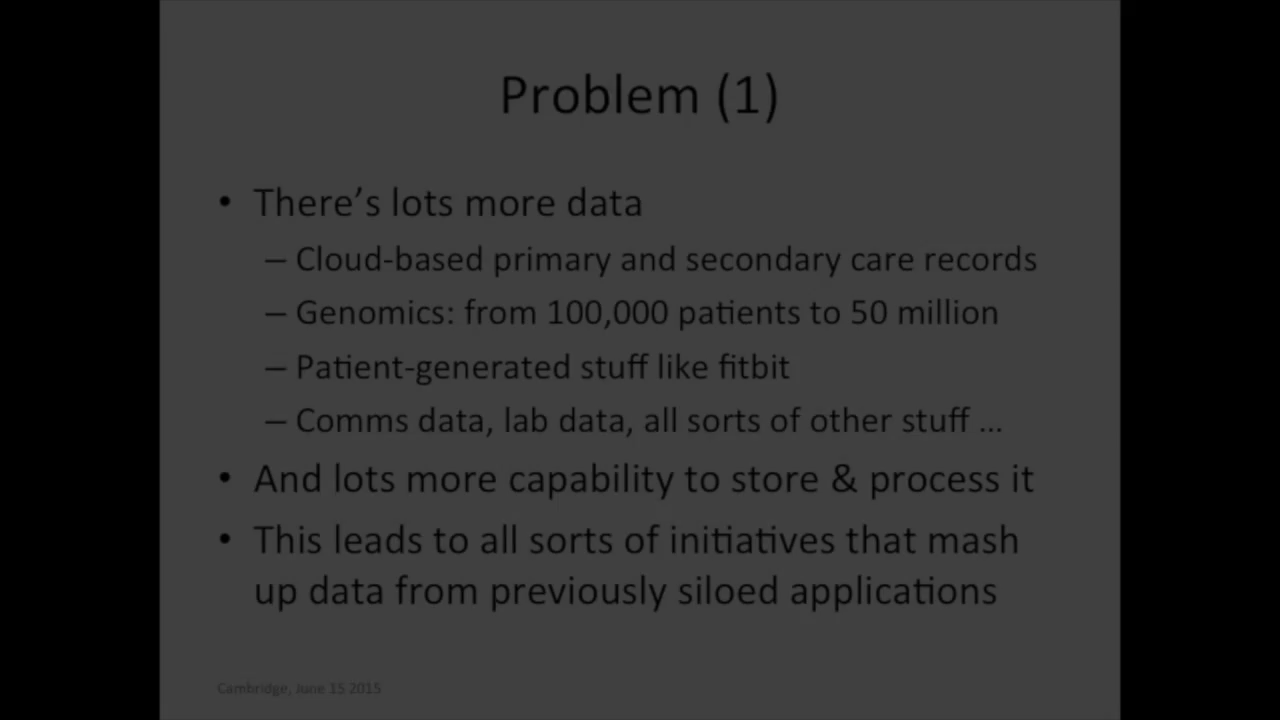 Problem (1)
• There’s lots more data
– Cloud-based primary and secondary care records
– Genomics: from 100,000 patients to 50 million
– Patient-generated stuff like fitbit
– Comms data, lab data, all sorts of other stuff …
• And lots more capability to store & process it
• This leads to all sorts of initiatives that mash
up data from previously siloed applications
Cambridge, June 15 2015